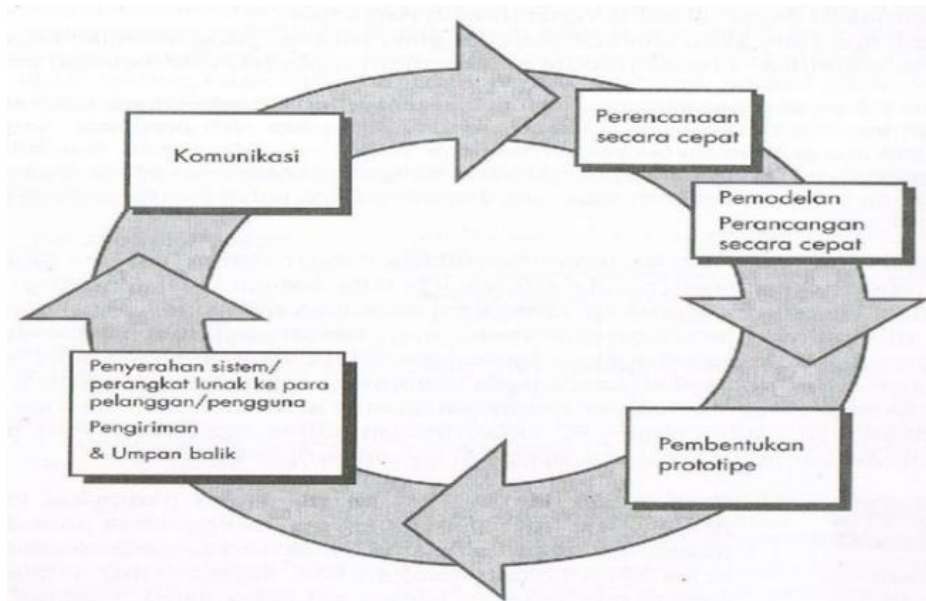 Komunikasi
Perencanaan
secara cepat
Pemodelan
Perancangan
secara cepat
Pembentukan
prototipe
Penyerahan sistem/
perangkat lunak ke para
pelanggan/pengguna
Pengiriman
& Umpan balik